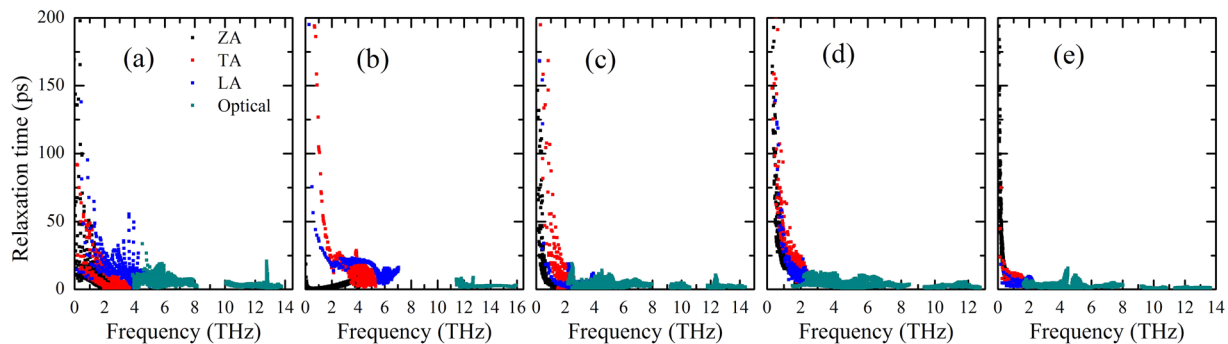 200
150
100
50
0
Relaxation time (ps)
(a)
ZA
TA
LA
Optical
0 2 4 6 8 10 12 14
Frequency (THz)
(b)
0 2 4 6 8 10 12 14 16
Frequency (THz)
(c)
0 2 4 6 8 10 12 14
Frequency (THz)
(d)
0 2 4 6 8 10 12
Frequency (THz)
(e)
0 2 4 6 8 10 12 14
Frequency (THz)